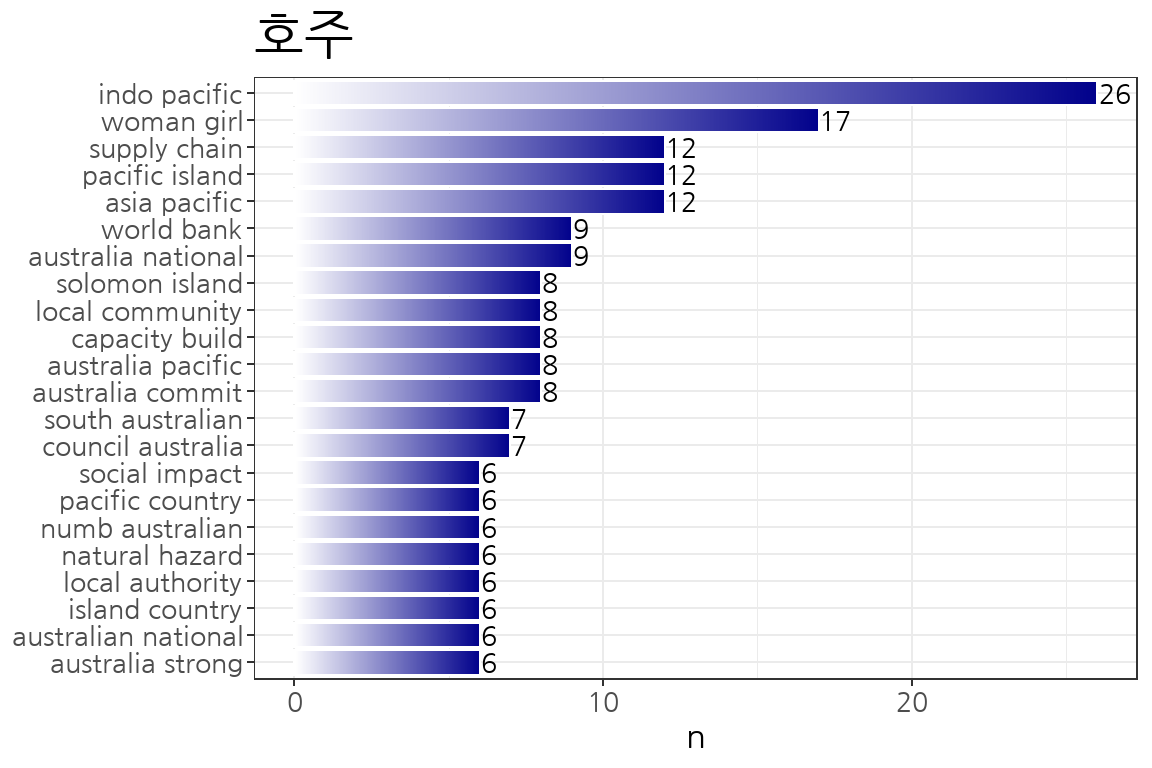 호주
indo pacific 26
woman girl 17
supply chain 12
pacific island 12
asia pacific 12
world bank 9
australia national 9
solomon island 8
local community 8
capacity build 8
australia pacific 8
australia commit 8
south australian 7
council australia 7
social impact 6
pacific country 6
numb australian 6
natural hazard 6
local authority 6
island country 6
australian national 6
australia strong 6
0 10 20
n